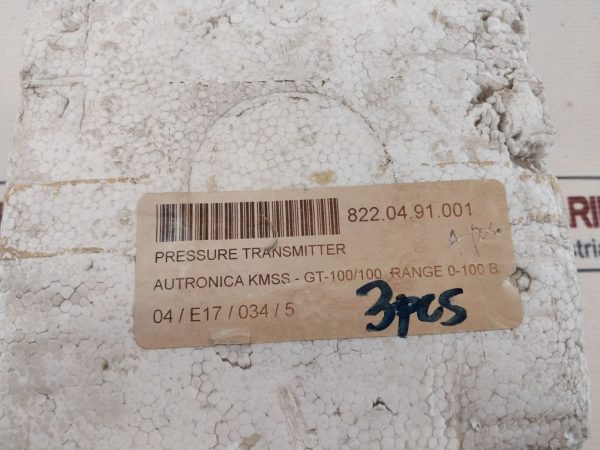 822.04.91.001
PRESSURE TRANSMITTER
AUTRONICA KMSS - GT-100/100 RANGE 0-100 B.
04 / E17 / 034 / 5
3pcs